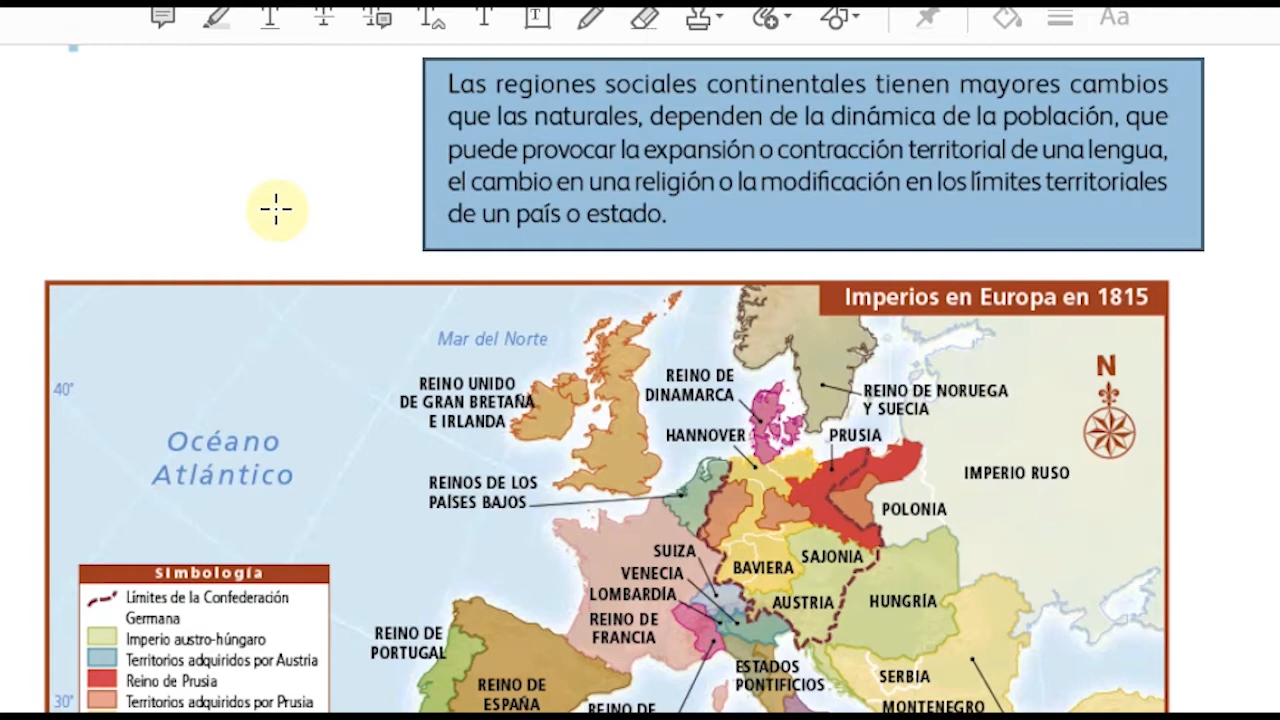 Las regiones sociales continentales tienen mayores cambios
que las naturales, dependen de la dinámica de la población, que
puede provocar la expansión o contracción territorial de una lengua,
el cambio en una religión o la modificación en los límites territoriales
de un país o estado.
Imperios en Europa en 1815
Mar del Norte
N
40°
REINO UNIDO
DE GRAN BRETAÑA
E IRLANDA
REINO DE
DINAMARCA
REINO DE NORUEGA
Y SUECIA
HANNOVER
PRUSIA
Océano
Atlántico
IMPERIO RUSO
REINOS DE LOS
PAÍSES BAJOS
POLONIA
SUIZA
SAJONIA
VENECIA
BAVIERA
LOMBARDÍA
AUSTRIA
HUNGRÍA
REINO DE
FRANCIA
REINO DE
PORTUGAL
ESTADOS
PONTIFICIOS
SERBIA
REINO DE
ESPAÑA
REINO DE
MONTENEGRO
Simbología
Límites de la Confederación
Germana
Imperio austro-húngaro
Territorios adquiridos por Austria
Reino de Prusia
Territorios adquiridos por Prusia
30°
Aa